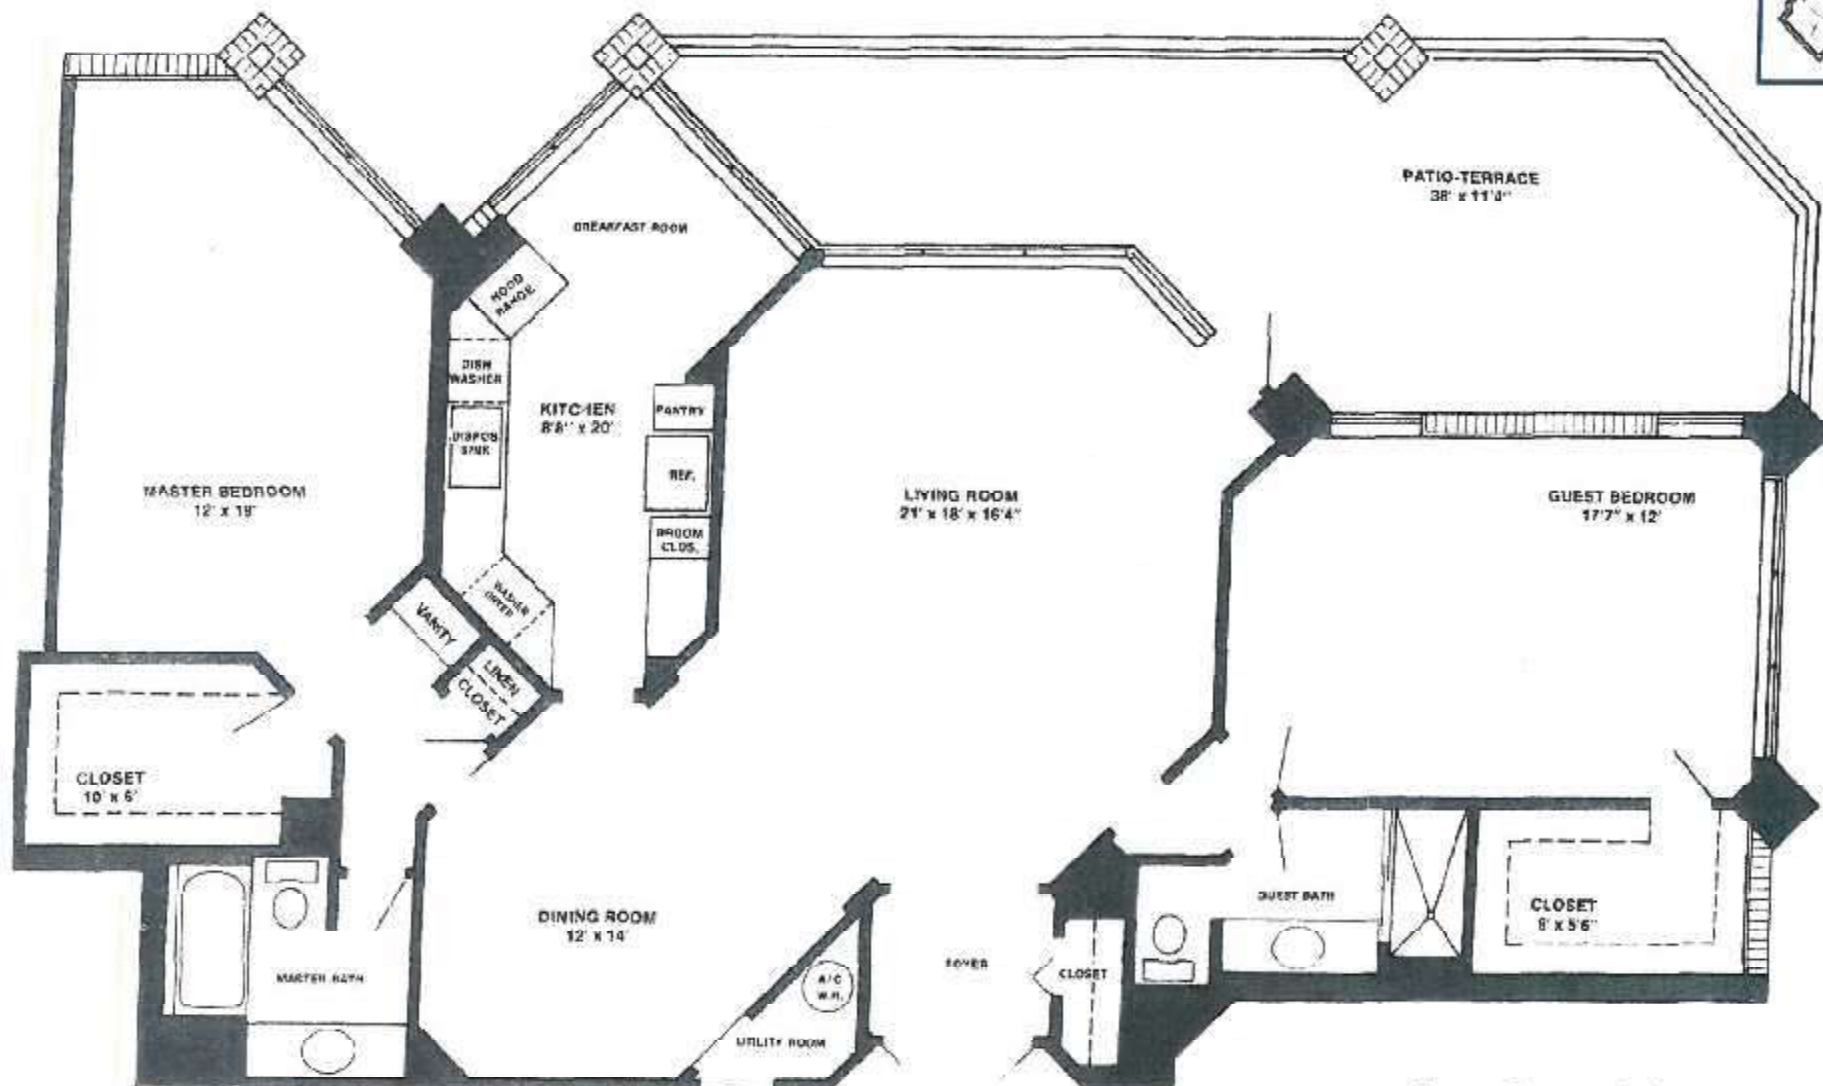 PATIO-TERRACE
38' x 11'4"
BREAKFAST ROOM
HOOD
RANGE
DISH
WASHER
KITCHEN
8'8" x 20'
PANTRY
DISPOS.
SINK
REF.
MASTER BEDROOM
12' x 19'
LIVING ROOM
21' x 18' x 16'4"
GUEST BEDROOM
17'7" x 12'
BROOM
CLOS.
WASHER
DRYER
VANITY
LINEN
CLOSET
CLOSET
10' x 6'
DINING ROOM
12' x 14'
GUEST BATH
CLOSET
8' x 5'6"
MASTER BATH
FOYER
CLOSET
A/C
W.H.
UTILITY ROOM